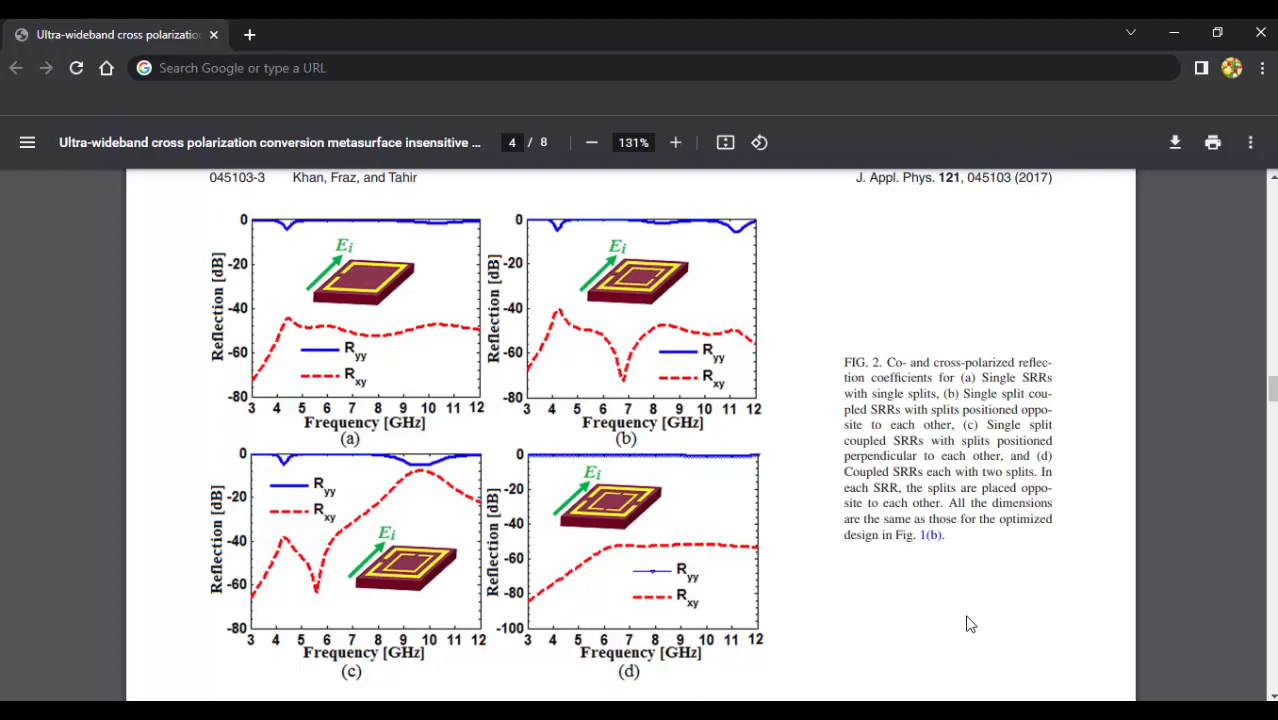 Ultra-wideband cross polarizatio
Search Google or type a URL
Ultra-wideband cross polarization conversion metasurface insensitive ...
4 / 8
131%
045103-3 Khan, Fraz, and Tahir
J. Appl. Phys. 121, 045103 (2017)
0
-20
-40
-60
-80
Reflection [dB]
Ei
Ryy
Rxy
3 4 5 6 7 8 9 10 11 12
Frequency [GHz]
(a)
0
-20
-40
-60
-80
Reflection [dB]
Ei
Ryy
Rxy
3 4 5 6 7 8 9 10 11 12
Frequency [GHz]
(b)
0
-20
-40
-60
-80
Reflection [dB]
Ryy
Rxy
Ei
3 4 5 6 7 8 9 10 11 12
Frequency [GHz]
(c)
0
-20
-40
-60
-80
-100
Reflection [dB]
Ei
Ryy
Rxy
3 4 5 6 7 8 9 10 11 12
Frequency [GHz]
(d)
FIG. 2. Co- and cross-polarized reflec-
tion coefficients for (a) Single SRRs
with single splits, (b) Single split cou-
pled SRRs with splits positioned oppo-
site to each other, (c) Single split
coupled SRRs with splits positioned
perpendicular to each other, and (d)
Coupled SRRs each with two splits. In
each SRR, the splits are placed oppo-
site to each other. All the dimensions
are the same as those for the optimized
design in Fig. 1(b).